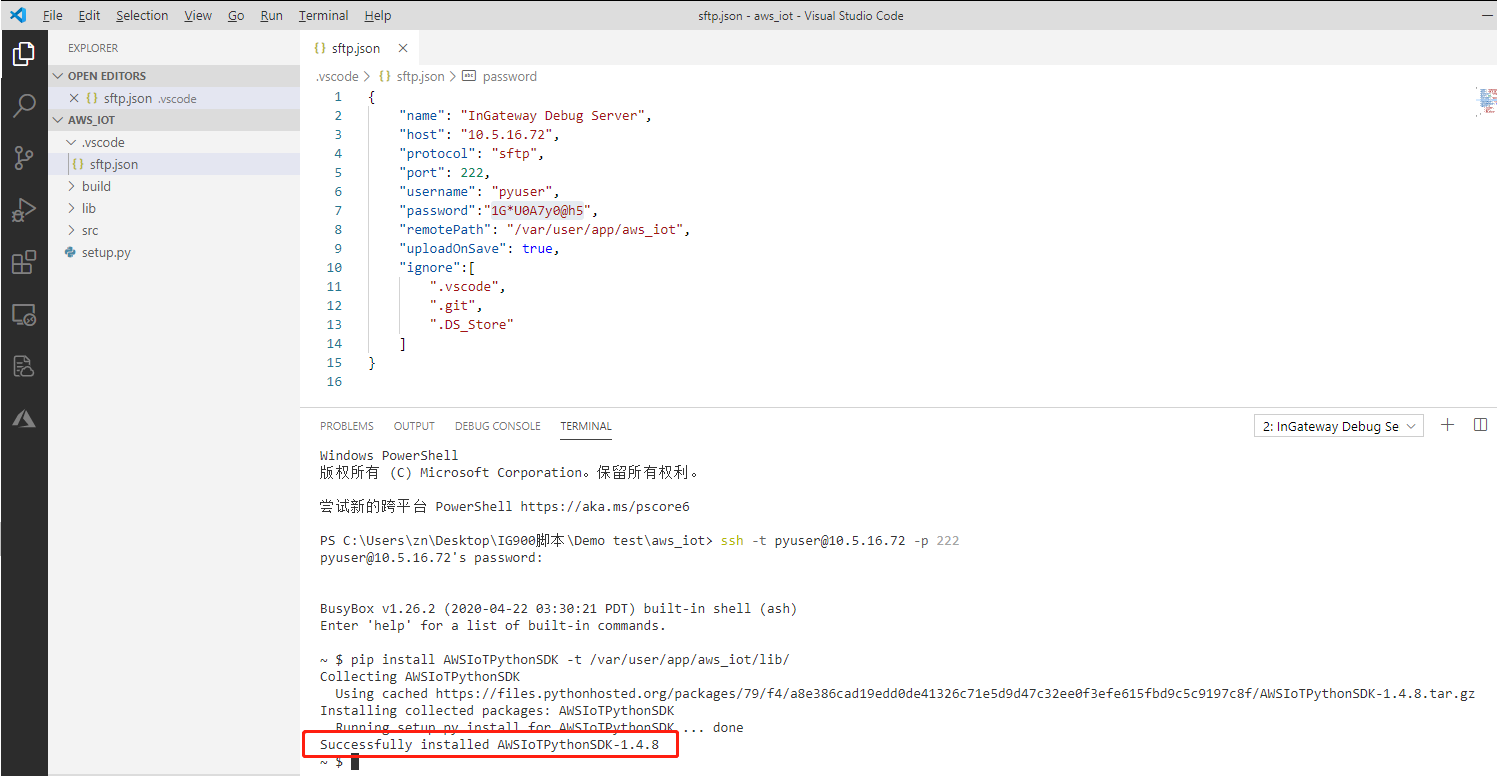 File Edit Selection View Go Run Terminal Help
sftp.json - aws_iot - Visual Studio Code
EXPLORER
OPEN EDITORS
sftp.json .vscode
AWS_IOT
.vscode
sftp.json
build
lib
src
setup.py
sftp.json
.vscode > {} sftp.json > abc password
1 {
2 "name": "InGateway Debug Server",
3 "host": "10.5.16.72",
4 "protocol": "sftp",
5 "port": 222,
6 "username": "pyuser",
7 "password":"1G*U0A7y0@h5",
8 "remotePath": "/var/user/app/aws_iot",
9 "uploadOnSave": true,
10 "ignore":[
11 ".vscode",
12 ".git",
13 ".DS_Store"
14 ]
15 }
16
PROBLEMS OUTPUT DEBUG CONSOLE TERMINAL
2: InGateway Debug Se
Windows PowerShell
版权所有 (C) Microsoft Corporation。保留所有权利。
尝试新的跨平台 PowerShell https://aka.ms/pscore6
PS C:\Users\zn\Desktop\IG900脚本\Demo test\aws_iot> ssh -t pyuser@10.5.16.72 -p 222
pyuser@10.5.16.72's password:
BusyBox v1.26.2 (2020-04-22 03:30:21 PDT) built-in shell (ash)
Enter 'help' for a list of built-in commands.
~ $ pip install AWSIoTPythonSDK -t /var/user/app/aws_iot/lib/
Collecting AWSIoTPythonSDK
Using cached https://files.pythonhosted.org/packages/79/f4/a8e386cad19edd0de41326c71e5d9d47c32ee0f3efe615fbd9c5c9197c8f/AWSIoTPythonSDK-1.4.8.tar.gz
Installing collected packages: AWSIoTPythonSDK
Running setup.py install for AWSIoTPythonSDK ... done
Successfully installed AWSIoTPythonSDK-1.4.8
~ $